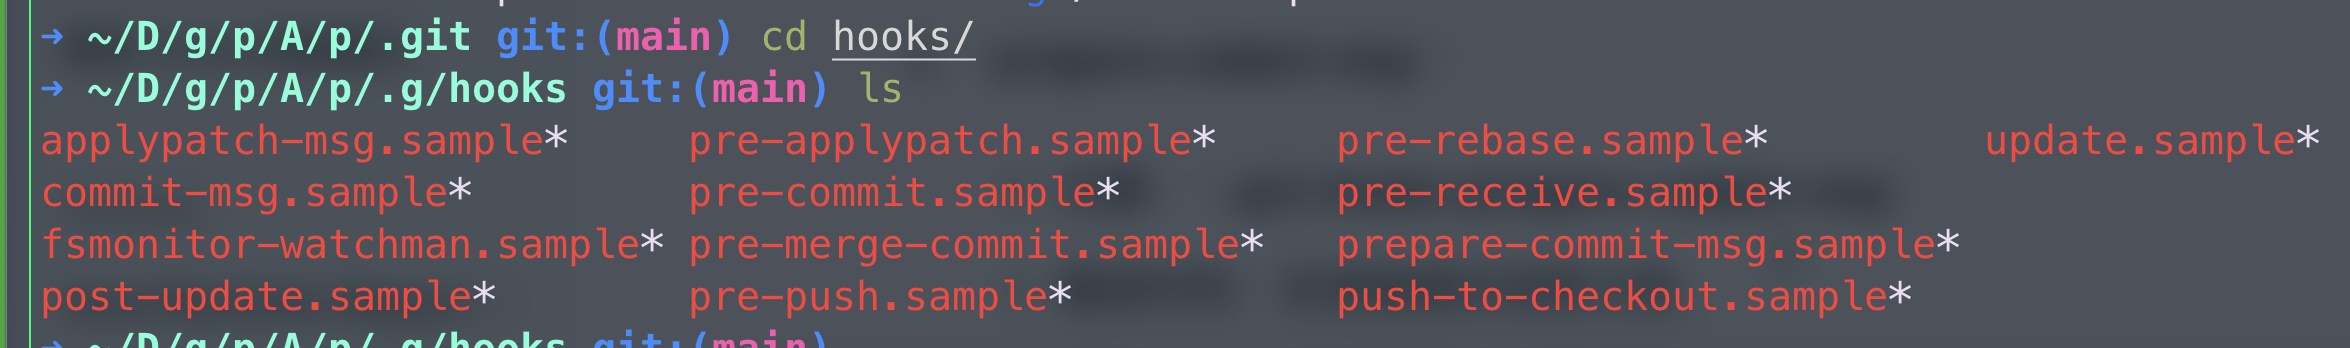 ➜ ~/D/g/p/A/p/.git git:(main) cd hooks/
➜ ~/D/g/p/A/p/.g/hooks git:(main) ls
applypatch-msg.sample* pre-applypatch.sample* pre-rebase.sample* update.sample*
commit-msg.sample* pre-commit.sample* pre-receive.sample*
fsmonitor-watchman.sample* pre-merge-commit.sample* prepare-commit-msg.sample*
post-update.sample* pre-push.sample* push-to-checkout.sample*
➜ ~/D/g/p/A/p/.g/hooks git:(main)